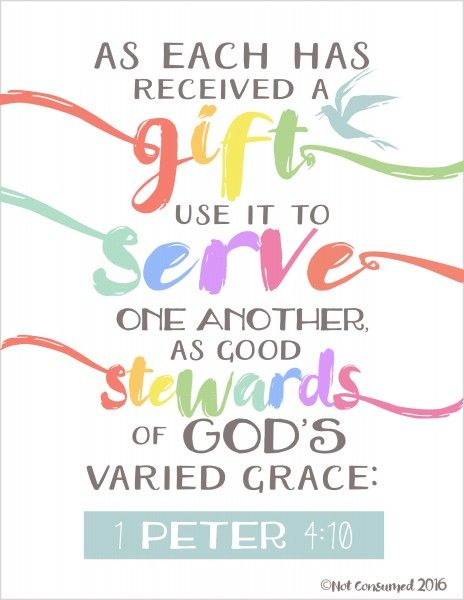 AS EACH HAS
RECEIVED A
gift
USE IT TO
serve
ONE ANOTHER,
AS GOOD
stewards
OF GOD'S
VARIED GRACE:
1 PETER 4:10
©Not Consumed 2016